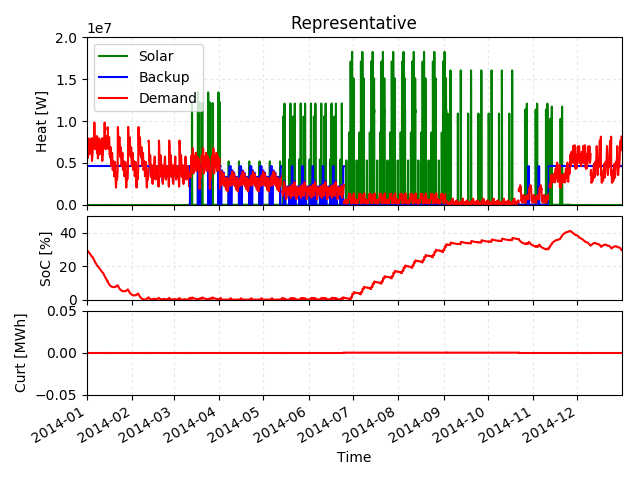 Representative
1e7
Heat [W]
2.0
1.5
1.0
0.5
0.0
Solar
Backup
Demand
SoC [%]
40
20
0
Curt [MWh]
0.05
0.00
−0.05
2014-01
2014-02
2014-03
2014-04
2014-05
2014-06
2014-07
2014-08
2014-09
2014-10
2014-11
2014-12
Time